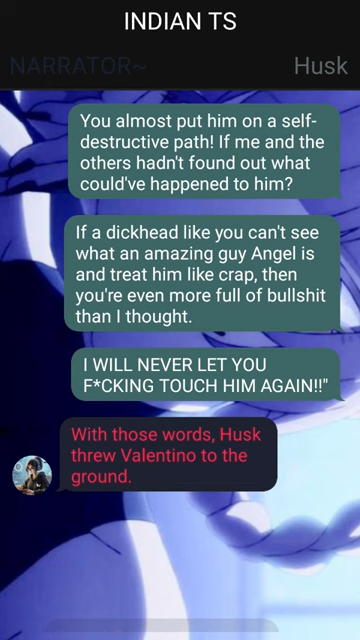 INDIAN TS
NARRATOR~
Husk
You almost put him on a self-
destructive path! If me and the
others hadn't found out what
could've happened to him?
If a dickhead like you can't see
what an amazing guy Angel is
and treat him like crap, then
you're even more full of bullshit
than I thought.
I WILL NEVER LET YOU
F*CKING TOUCH HIM AGAIN!!"
With those words, Husk
threw Valentino to the
ground.